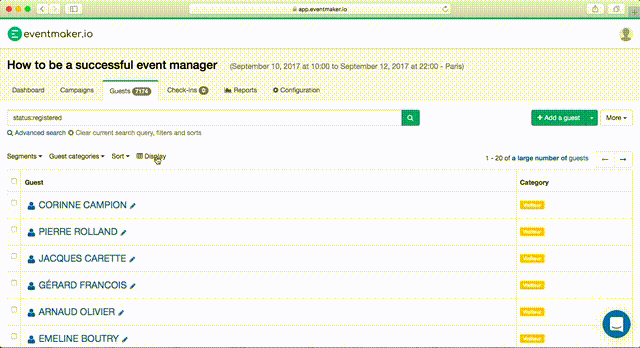 app.eventmaker.io
eventmaker.io
How to be a successful event manager (September 10, 2017 at 10:00 to September 12, 2017 at 22:00 - Paris)
Dashboard Campaigns Guests 7174 Check-ins 0 Reports Configuration
status:registered
+ Add a guest More
Advanced search Clear current search query, filters and sorts
Segments Guest categories Sort Display 1 - 20 of a large number of guests ← →
Guest Category
CORINNE CAMPION Visiteur
PIERRE ROLLAND Visiteur
JACQUES CARETTE Visiteur
GÉRARD FRANCOIS Visiteur
ARNAUD OLIVIER Visiteur
EMELINE BOUTRY Visiteur